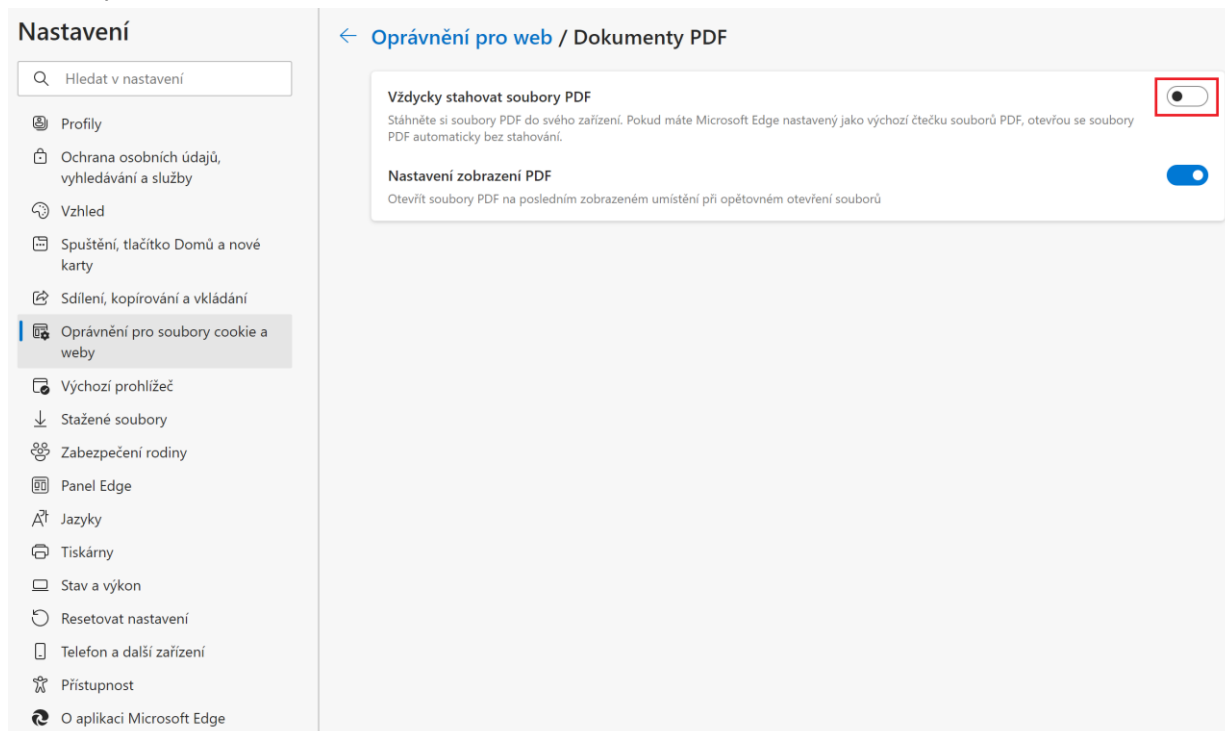 Nastavení
Hledat v nastavení
Profily
Ochrana osobních údajů,
vyhledávání a služby
Vzhled
Spuštění, tlačítko Domů a nové
karty
Sdílení, kopírování a vkládání
Oprávnění pro soubory cookie a
weby
Výchozí prohlížeč
Stažené soubory
Zabezpečení rodiny
Panel Edge
Jazyky
Tiskárny
Stav a výkon
Resetovat nastavení
Telefon a další zařízení
Přístupnost
O aplikaci Microsoft Edge
Oprávnění pro web / Dokumenty PDF
Vždycky stahovat soubory PDF
Stáhněte si soubory PDF do svého zařízení. Pokud máte Microsoft Edge nastavený jako výchozí čtečku souborů PDF, otevřou se soubory
PDF automaticky bez stahování.
Nastavení zobrazení PDF
Otevřít soubory PDF na posledním zobrazeném umístění při opětovném otevření souborů